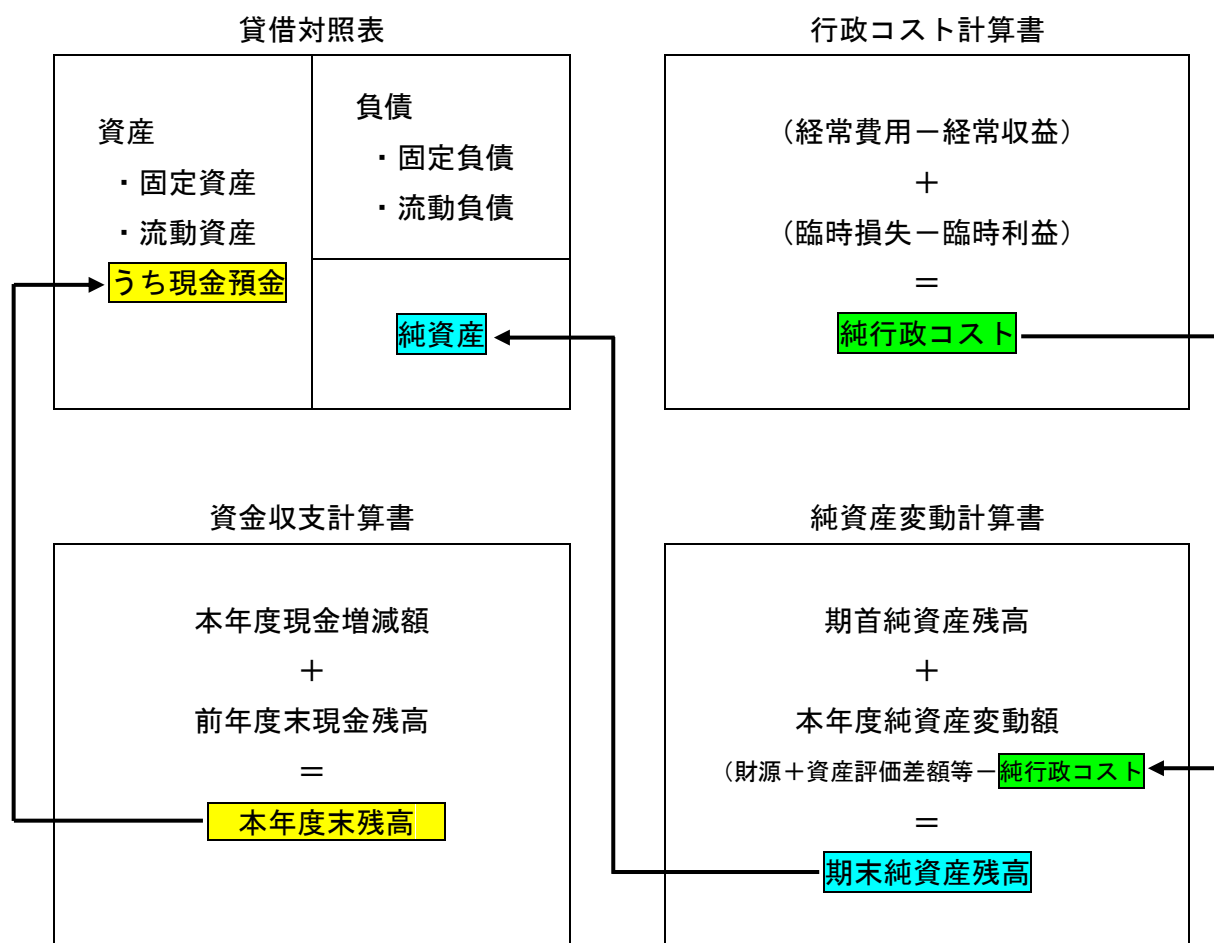 貸借対照表
資産
・固定資産
・流動資産
うち現金預金
負債
・固定負債
・流動負債
純資産
行政コスト計算書
（経常費用－経常収益）
＋
（臨時損失－臨時利益）
＝
純行政コスト
資金収支計算書
本年度現金増減額
＋
前年度末現金残高
＝
本年度末残高
純資産変動計算書
期首純資産残高
＋
本年度純資産変動額
（財源＋資産評価差額等－純行政コスト
＝
期末純資産残高